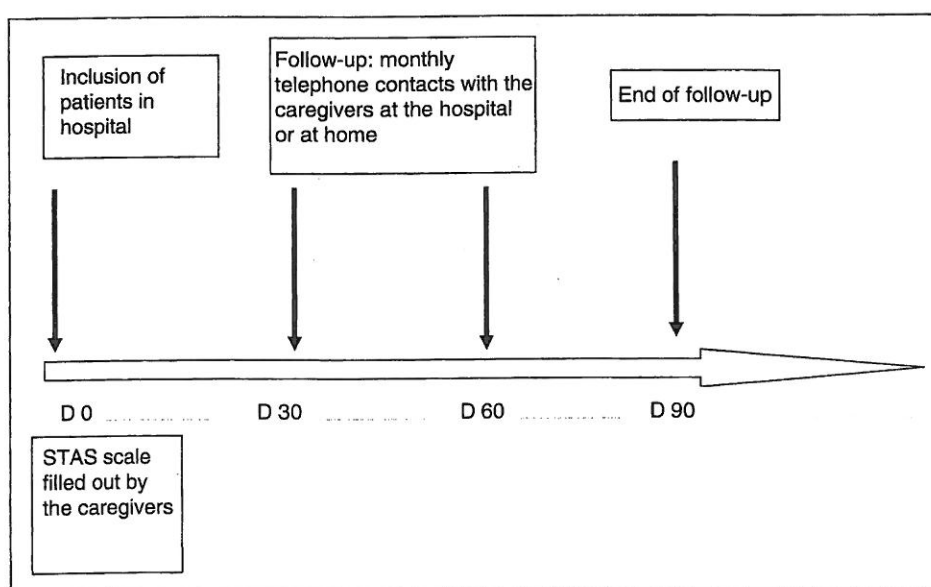 Inclusion of
patients in
hospital
Follow-up: monthly
telephone contacts with the
caregivers at the hospital
or at home
End of follow-up
D 0
D 30
D 60
D 90
STAS scale
filled out by
the caregivers